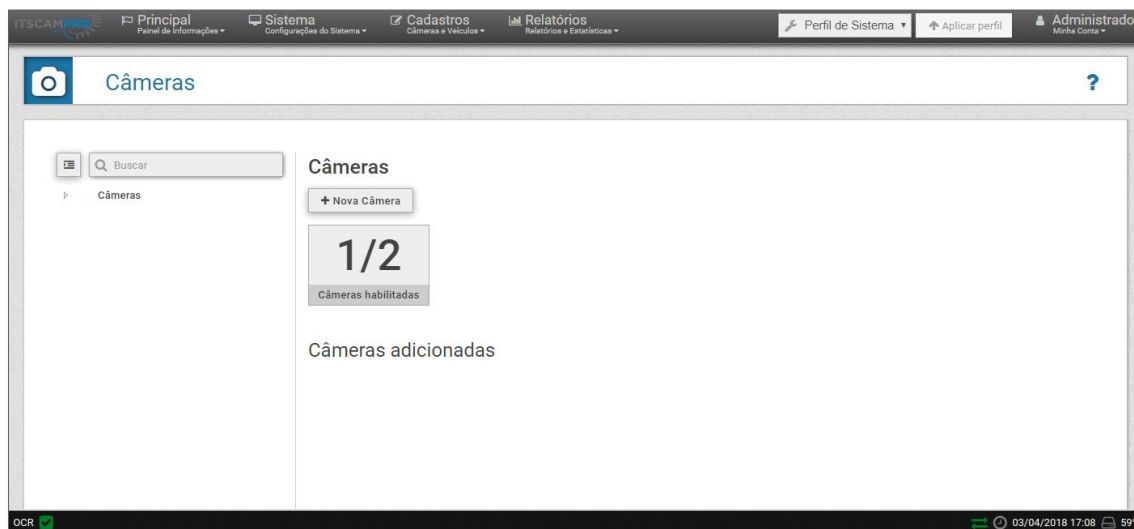 ITSCAMPRO
Principal
Painel de Informações
Sistema
Configurações do Sistema
Cadastros
Câmeras e Veículos
Relatórios
Relatórios e Estatísticas
Perfil de Sistema
Aplicar perfil
Administrado
Minha Conta
Câmeras
?
Buscar
Câmeras
Câmeras
+ Nova Câmera
1/2
Câmeras habilitadas
Câmeras adicionadas
OCR
03/04/2018 17:08